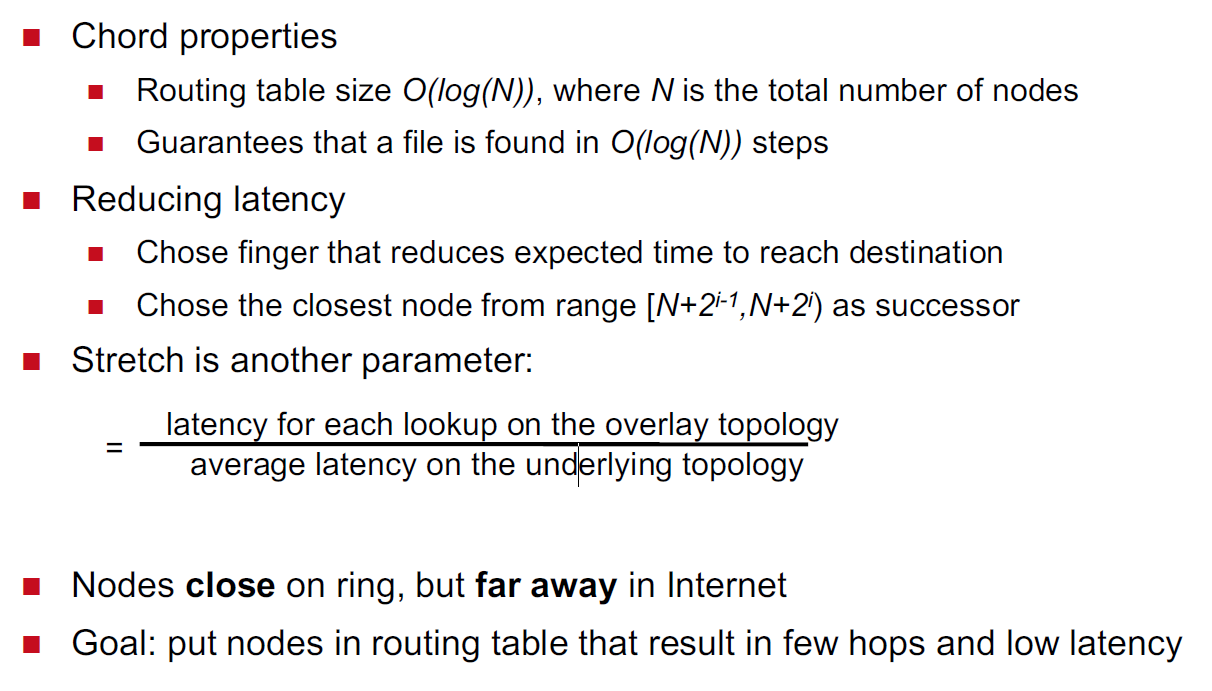 Chord properties
Routing table size O(log(N)), where N is the total number of nodes
Guarantees that a file is found in O(log(N)) steps
Reducing latency
Chose finger that reduces expected time to reach destination
Chose the closest node from range [N+2^{i-1},N+2^{i}) as successor
Stretch is another parameter:
latency for each lookup on the overlay topology
=
average latency on the underlying topology
Nodes close on ring, but far away in Internet
Goal: put nodes in routing table that result in few hops and low latency